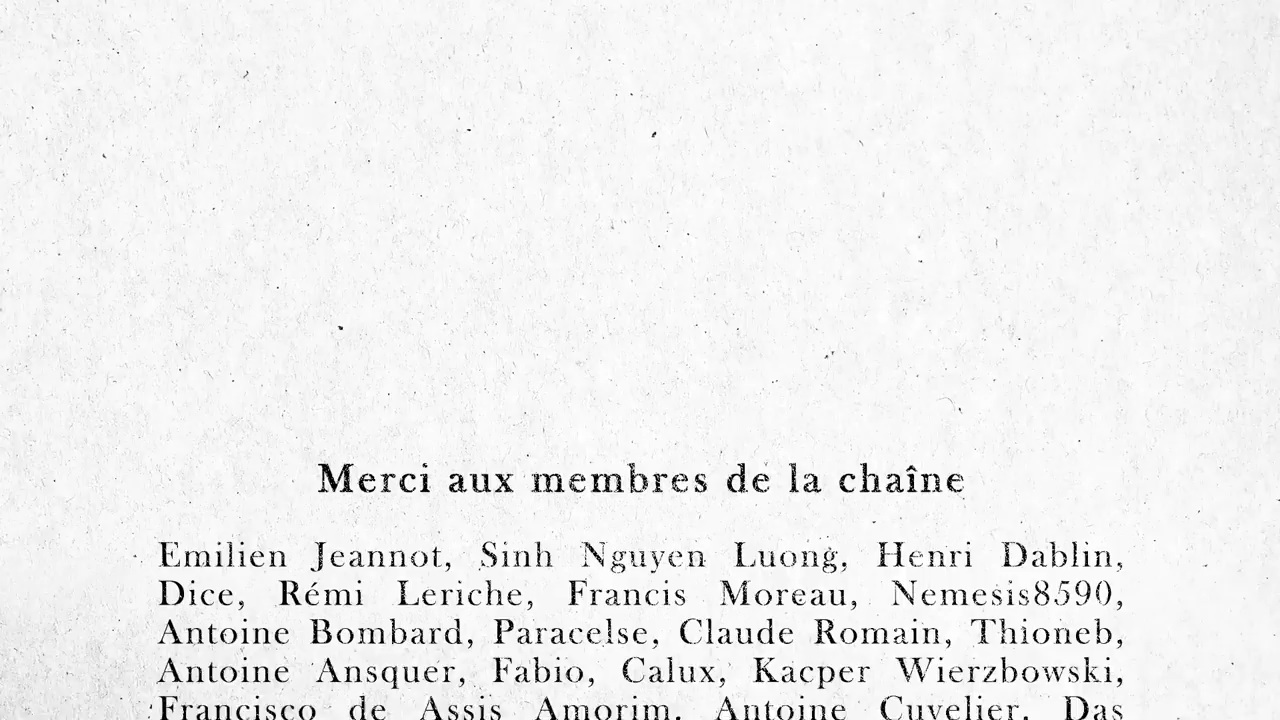 Merci aux membres de la chaîne
Emilien Jeannot, Sinh Nguyen Luong, Henri Dablin,
Dice, Rémi Leriche, Francis Moreau, Nemesis8590,
Antoine Bombard, Paracelse, Claude Romain, Thioneb,
Antoine Ansquer, Fabio, Calux, Kacper Wierzbowski,
Francisco de Assis Amorim, Antoine Cuvelier, Das